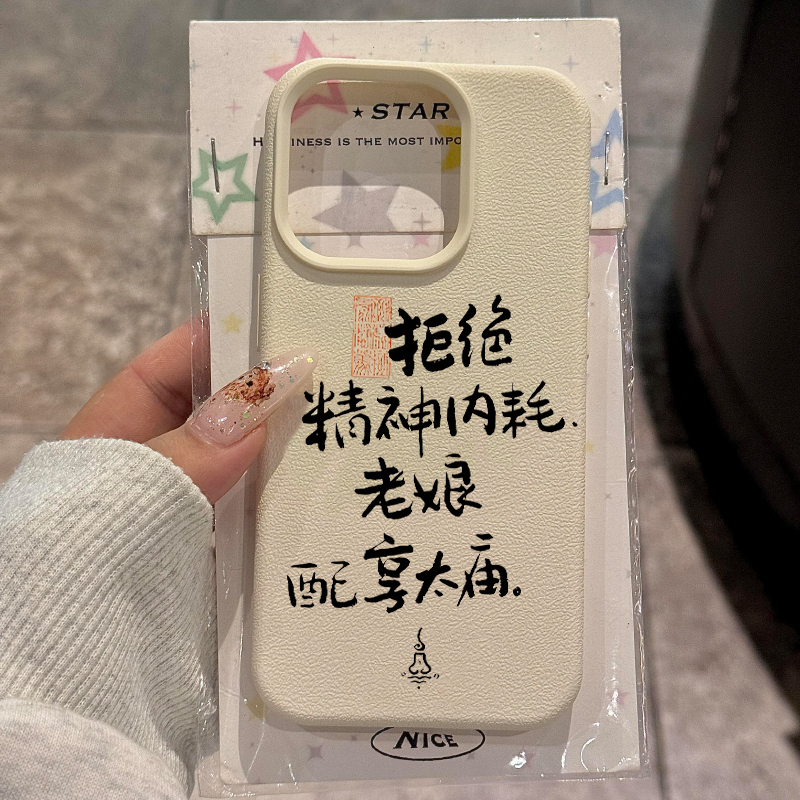 ★ STAR
INESS IS THE MOST IMPO
拒绝
精神内耗.
老娘
配享太庙。
NICE